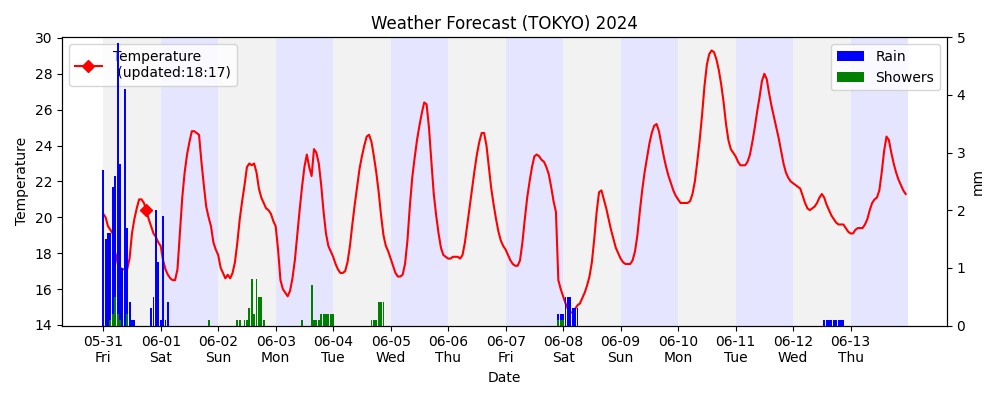 Weather Forecast (TOKYO) 2024
Temperature
(updated:18:17)
Rain
Showers
Temperature
30
28
26
24
22
20
18
16
14
5
4
3
2
1
0
mm
05-31 06-01 06-02 06-03 06-04 06-05 06-06 06-07 06-08 06-09 06-10 06-11 06-12 06-13
Fri Sat Sun Mon Tue Wed Thu Fri Sat Sun Mon Tue Wed Thu
Date